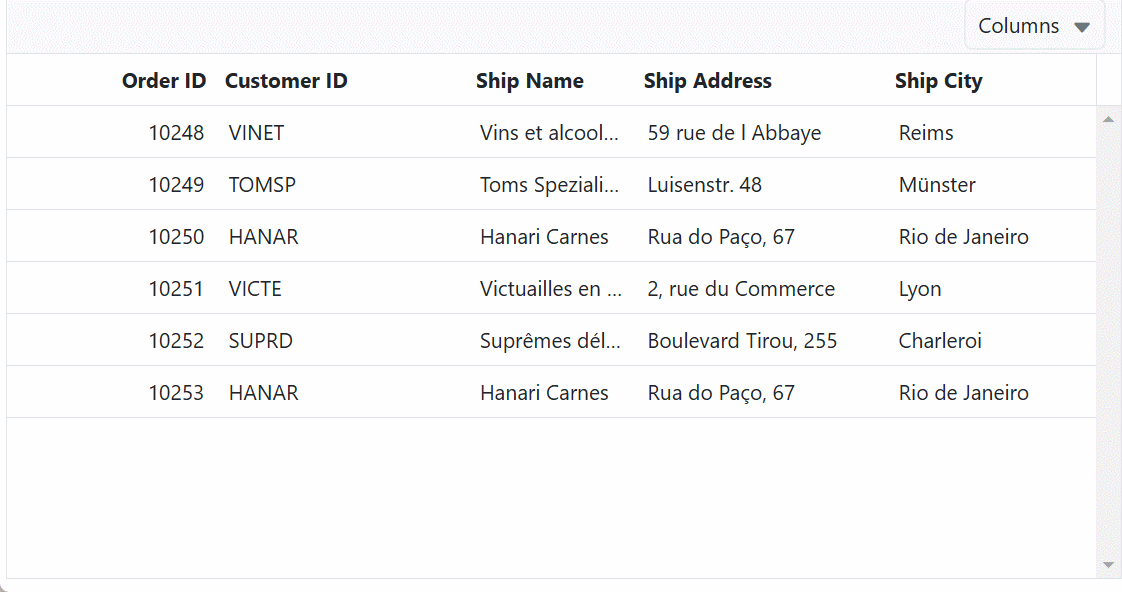 Columns
Order ID Customer ID Ship Name Ship Address Ship City
10248 VINET Vins et alcool... 59 rue de l Abbaye Reims
10249 TOMSP Toms Speziali... Luisenstr. 48 Münster
10250 HANAR Hanari Carnes Rua do Paço, 67 Rio de Janeiro
10251 VICTE Victuailles en ... 2, rue du Commerce Lyon
10252 SUPRD Suprêmes dél... Boulevard Tirou, 255 Charleroi
10253 HANAR Hanari Carnes Rua do Paço, 67 Rio de Janeiro